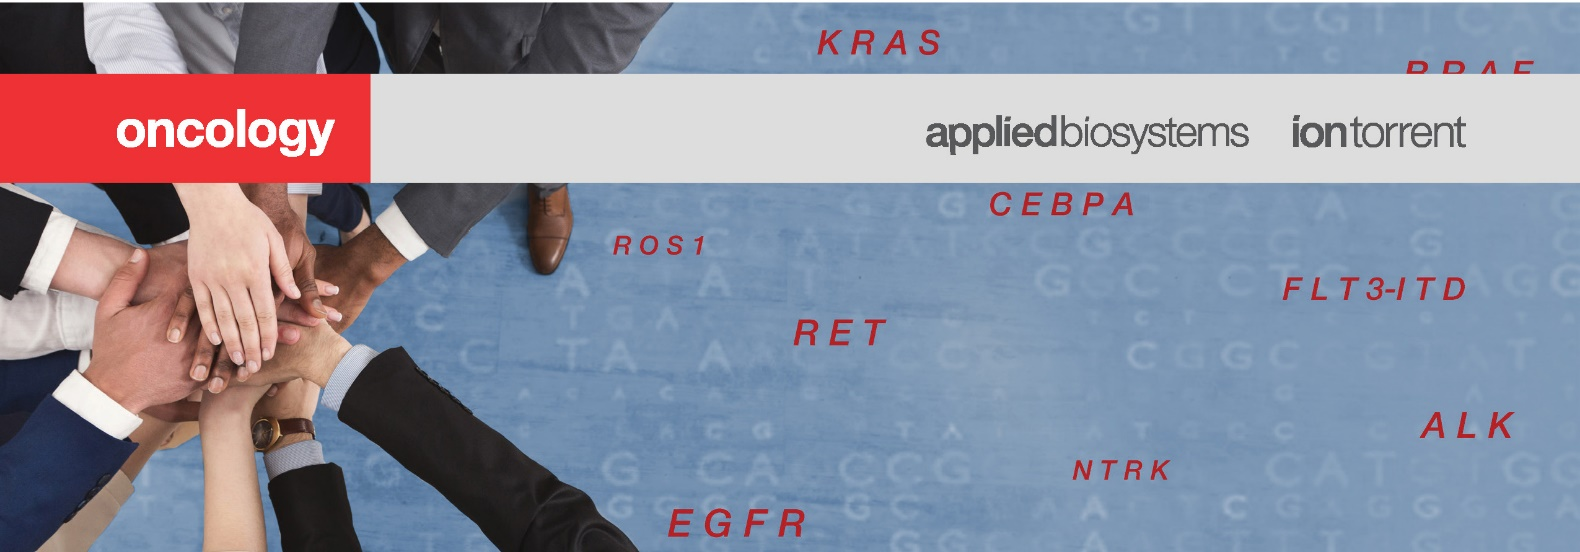 KRAS
oncology
appliedbiosystems iontorrent
CEBPA
ROS1
FLT3-ITD
RET
ALK
NTRK
EGFR